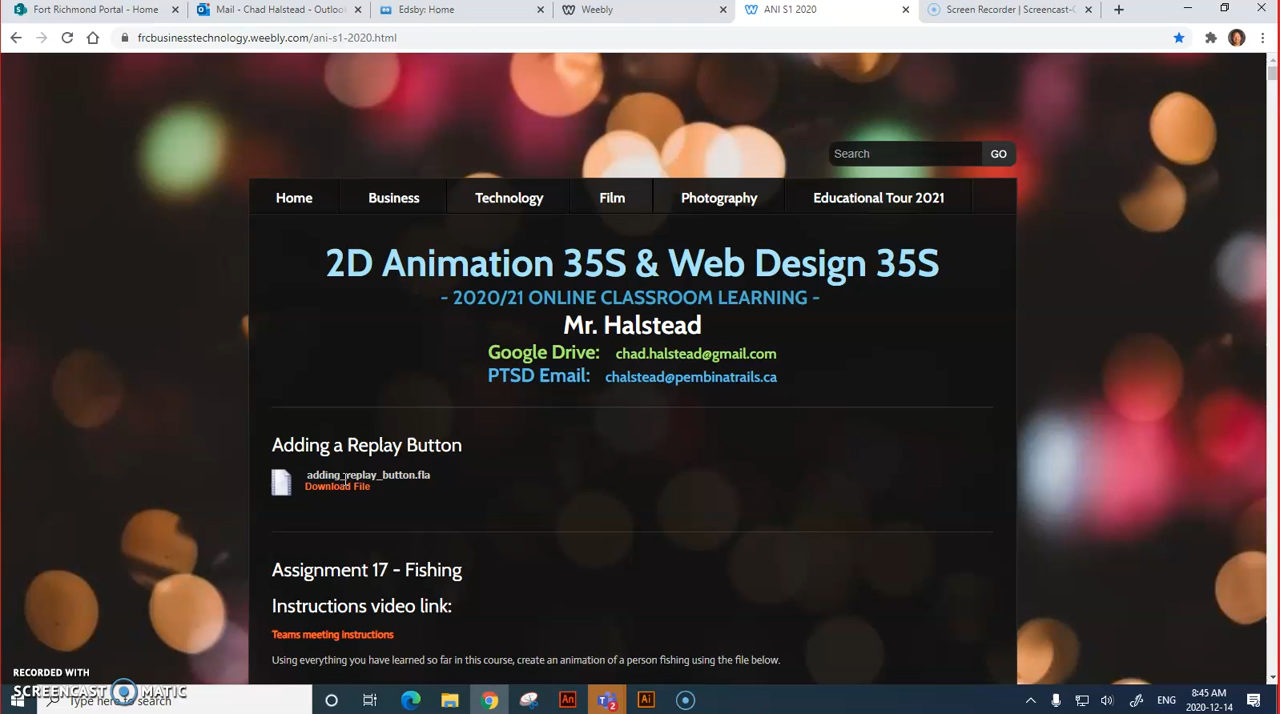 Fort Richmond Portal - Home
Mail - Chad Halstead - Outlook
Edsby: Home
Weebly
ANI S1 2020
Screen Recorder | Screencast-O
frcbusinesstechnology.weebly.com/ani-s1-2020.html
Search
GO
Home
Business
Technology
Film
Photography
Educational Tour 2021
2D Animation 35S & Web Design 35S
- 2020/21 ONLINE CLASSROOM LEARNING -
Mr. Halstead
Google Drive: chad.halstead@gmail.com
PTSD Email: chalstead@pembinatrails.ca
Adding a Replay Button
adding_replay_button.fla
Download File
Assignment 17 - Fishing
Instructions video link:
Teams meeting instructions
Using everything you have learned so far in this course, create an animation of a person fishing using the file below.
RECORDED WITH
SCREENCAST MATIC
Type here to search
An
2
Ai
ENG
8:45 AM
2020-12-14